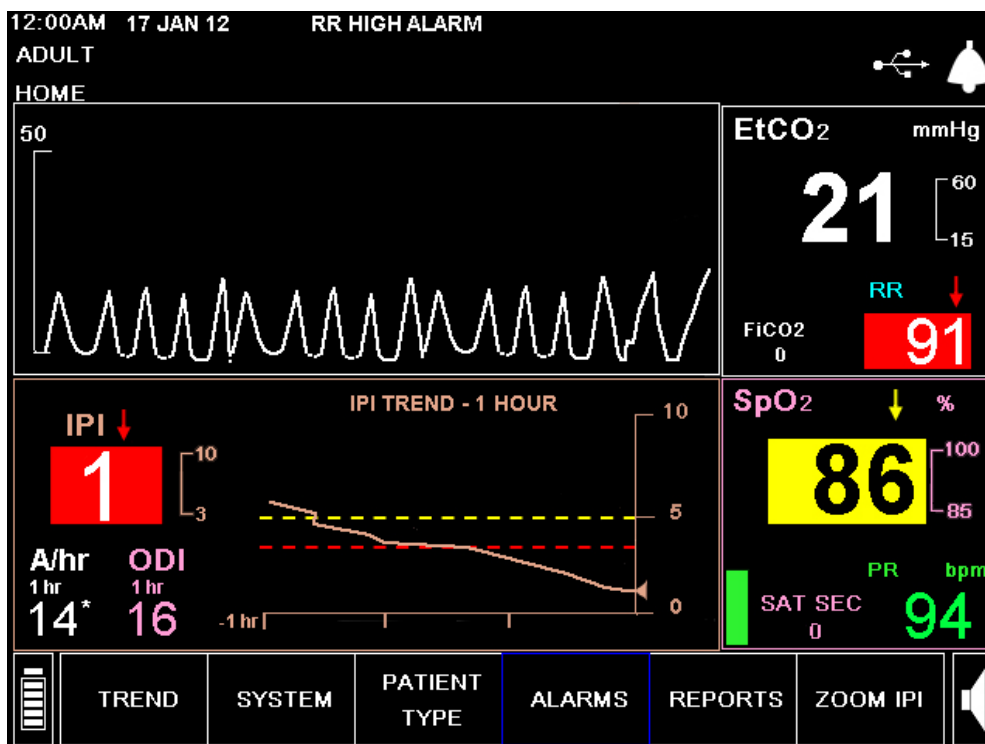 12:00AM 17 JAN 12 RR HIGH ALARM
ADULT
HOME
50
EtCO2 mmHg
21
60
15
RR
FiCO2
0
91
IPI
1
10
3
IPI TREND - 1 HOUR
10
5
0
-1 hr
A/hr ODI
1 hr 1 hr
14* 16
SpO2 %
86
100
85
PR bpm
SAT SEC
0
94
TREND SYSTEM PATIENT TYPE ALARMS REPORTS ZOOM IPI